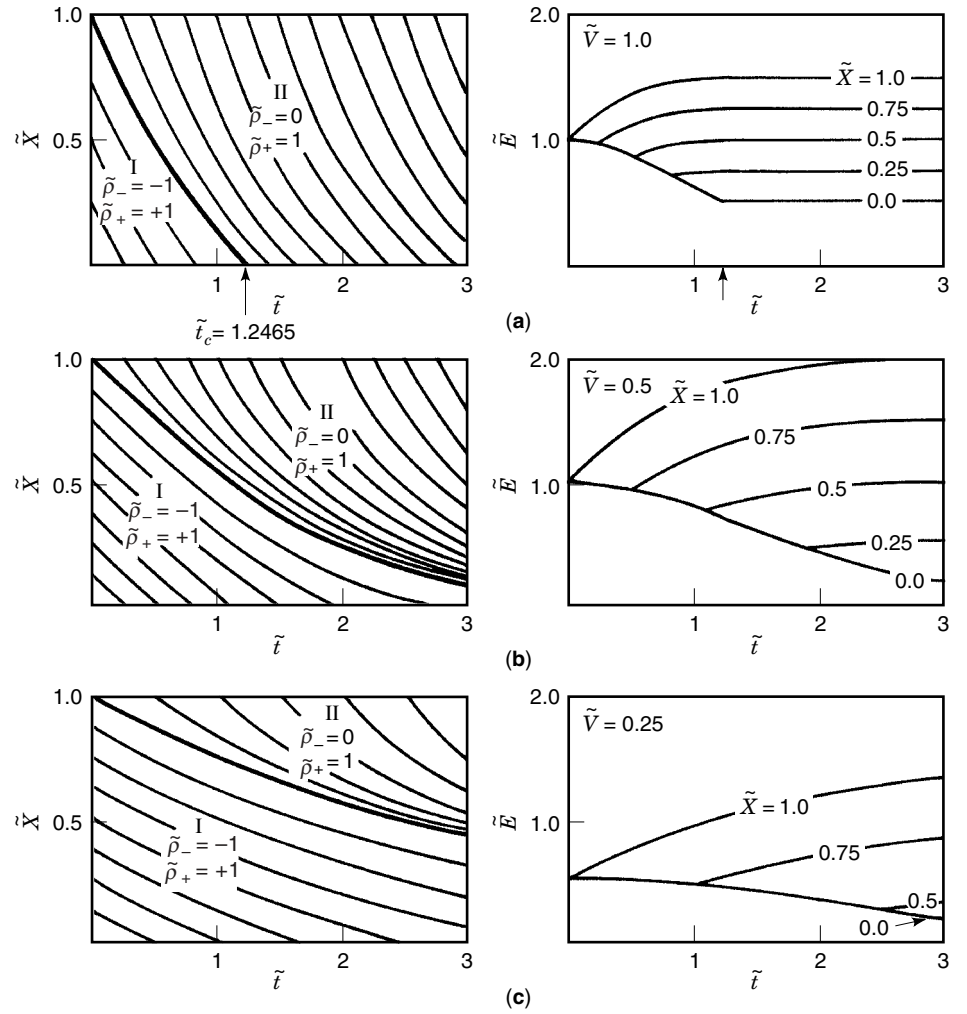 1.0
X̃
0.5
I
ρ̃₋ = −1
ρ̃₊ = +1
II
ρ̃₋ = 0
ρ̃₊ = 1
1
2
3
t̃
t̃c = 1.2465
2.0
Ṽ = 1.0
Ẽ
1.0
X̃ = 1.0
0.75
0.5
0.25
0.0
1
2
3
t̃
(a)
1.0
X̃
0.5
II
ρ̃₋ = 0
ρ̃₊ = 1
I
ρ̃₋ = −1
ρ̃₊ = +1
1
2
3
t̃
2.0
Ṽ = 0.5
X̃ = 1.0
Ẽ
1.0
0.75
0.5
0.25
0.0
1
2
3
t̃
(b)
1.0
X̃
0.5
II
ρ̃₋ = 0
ρ̃₊ = 1
I
ρ̃₋ = −1
ρ̃₊ = +1
1
2
3
t̃
2.0
Ṽ = 0.25
Ẽ
1.0
X̃ = 1.0
0.75
0.5
0.0
1
2
3
t̃
(c)